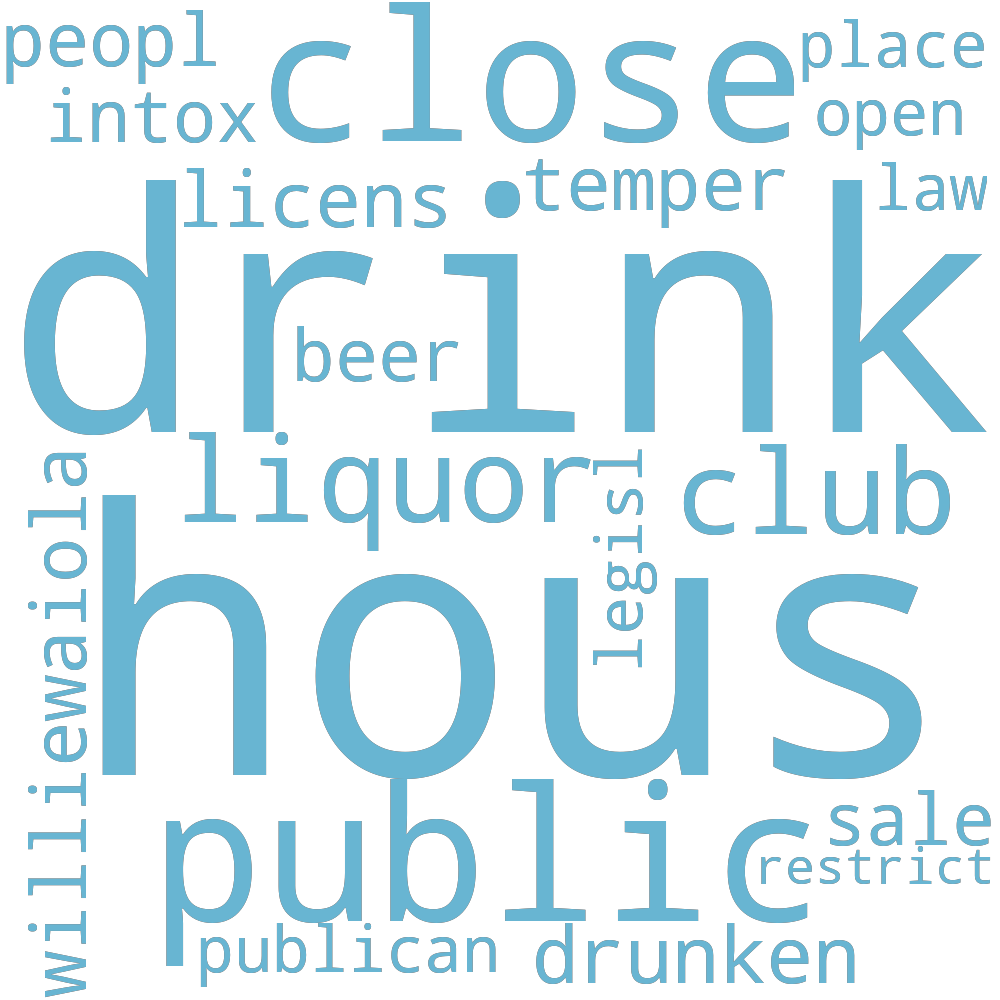 peopl
close
place
intox
open
licens
temper
law
drink
beer
liquor
club
legisl
williewaiola
hous
public
sale
restrict
publican
drunken